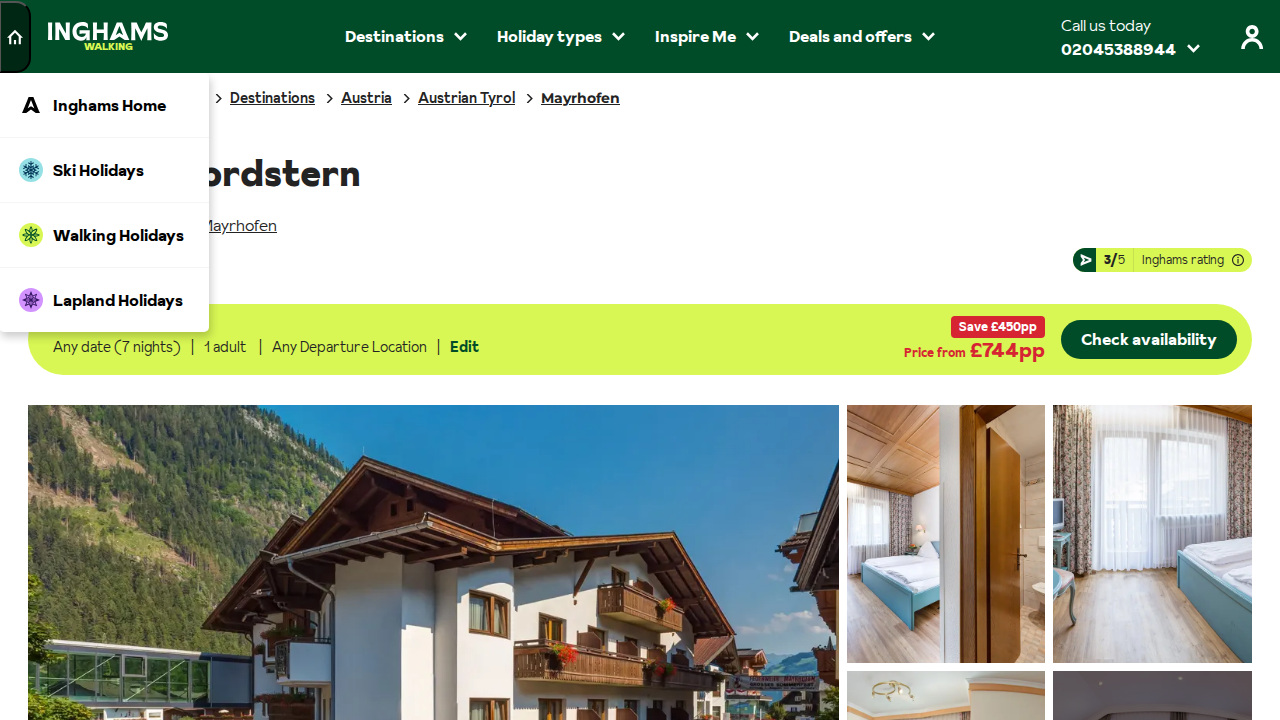 INGHAMS
WALKING
Destinations
Holiday types
Inspire Me
Deals and offers
Call us today
02045388944
Inghams Home
Ski Holidays
Walking Holidays
Lapland Holidays
Destinations
Austria
Austrian Tyrol
Mayrhofen
ordstern
Mayrhofen
3/5
Inghams rating
Any date (7 nights) | 1 adult | Any Departure Location | Edit
Save £450pp
Price from £744pp
Check availability